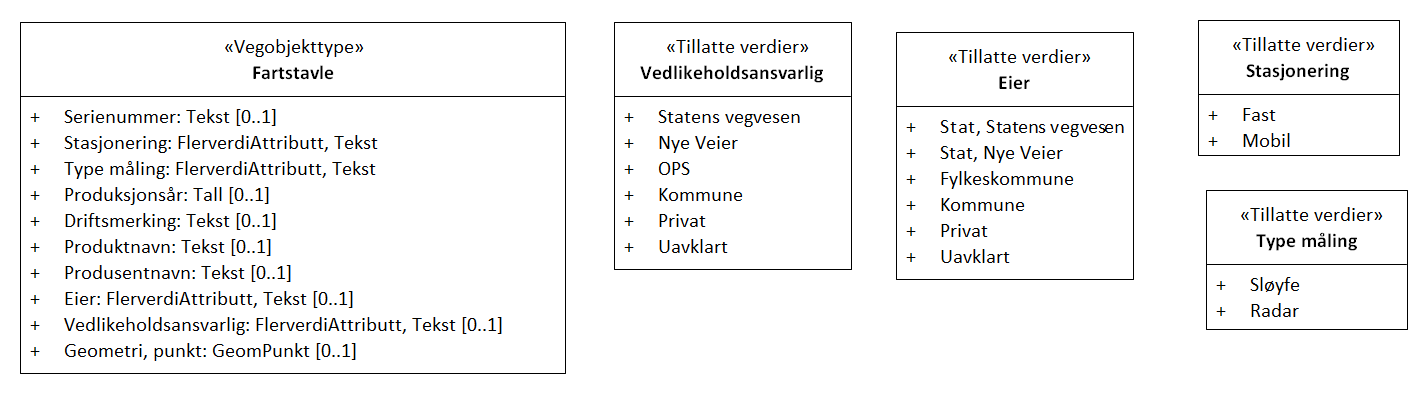 «Vegobjekttype»
Fartstavle
+ Serienummer: Tekst [0..1]
+ Stasjonering: FlerverdiAttributt, Tekst
+ Type måling: FlerverdiAttributt, Tekst
+ Produksjonsår: Tall [0..1]
+ Driftsmerking: Tekst [0..1]
+ Produktnavn: Tekst [0..1]
+ Produsentnavn: Tekst [0..1]
+ Eier: FlerverdiAttributt, Tekst [0..1]
+ Vedlikeholdsansvarlig: FlerverdiAttributt, Tekst [0..1]
+ Geometri, punkt: GeomPunkt [0..1]
«Tillatte verdier»
Vedlikeholdsansvarlig
+ Statens vegvesen
+ Nye Veier
+ OPS
+ Kommune
+ Privat
+ Uavklart
«Tillatte verdier»
Eier
+ Stat, Statens vegvesen
+ Stat, Nye Veier
+ Fylkeskommune
+ Kommune
+ Privat
+ Uavklart
«Tillatte verdier»
Stasjonering
+ Fast
+ Mobil
«Tillatte verdier»
Type måling
+ Sløyfe
+ Radar